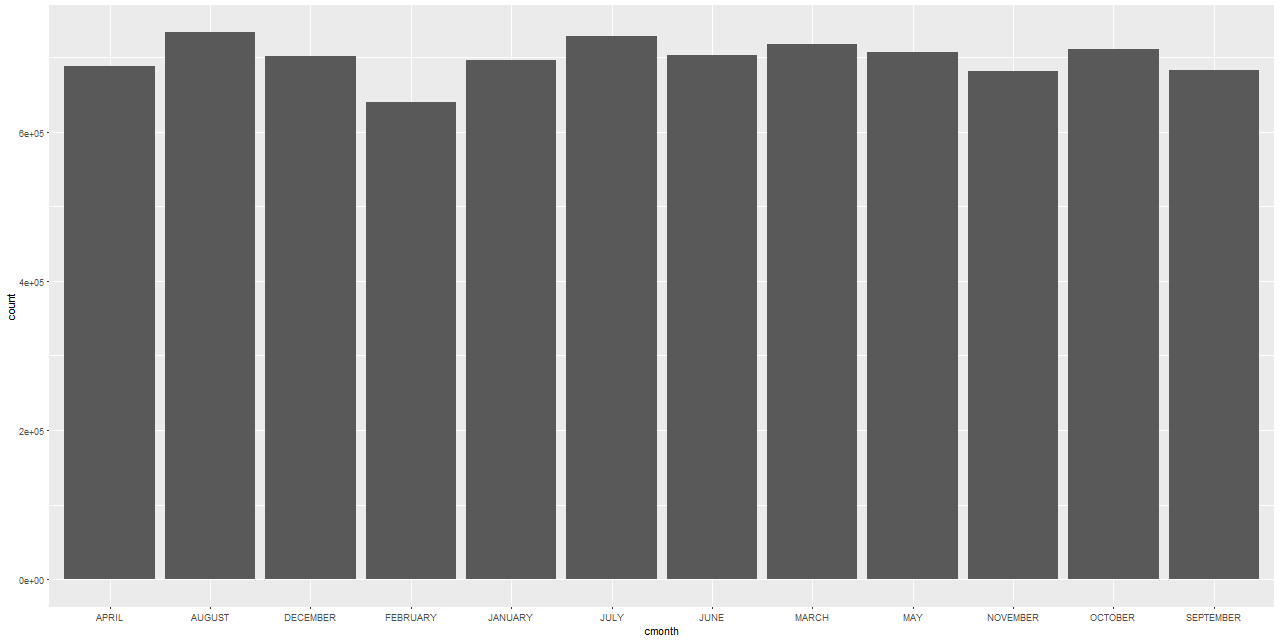 count
6e+05
4e+05
2e+05
0e+00
APRIL AUGUST DECEMBER FEBRUARY JANUARY JULY JUNE MARCH MAY NOVEMBER OCTOBER SEPTEMBER
cmonth